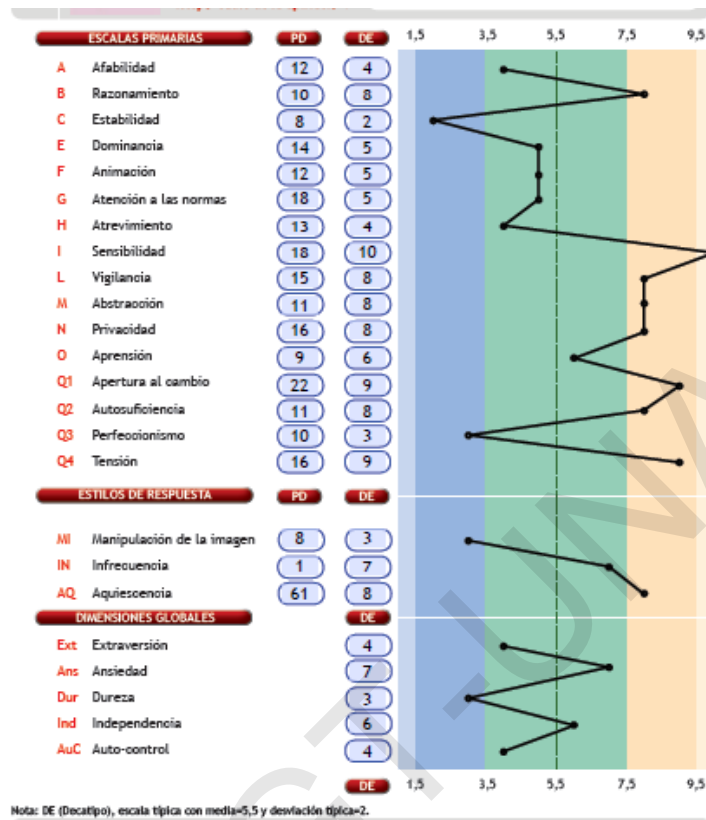 ESCALAS PRIMARIAS PD DE 1,5 3,5 5,5 7,5 9,5
A Afabilidad 12 4
B Razonamiento 10 8
C Estabilidad 8 2
E Dominancia 14 5
F Animación 12 5
G Atención a las normas 18 5
H Atrevimiento 13 4
I Sensibilidad 18 10
L Vigilancia 15 8
M Abstracción 11 8
N Privacidad 16 8
O Aprensión 9 6
Q1 Apertura al cambio 22 9
Q2 Autosuficiencia 11 8
Q3 Perfeccionismo 10 3
Q4 Tensión 16 9
ESTILOS DE RESPUESTA PD DE
MI Manipulación de la imagen 8 3
IN Infrecuencia 1 7
AQ Aquiescencia 61 8
DIMENSIONES GLOBALES DE
Ext Extraversión 4
Ans Ansiedad 7
Dur Dureza 3
Ind Independencia 6
AuC Auto-control 4
DE 1,5 3,5 5,5 7,5 9,5
Nota: DE (Decatipo), escala típica con media=5,5 y desviación típica=2.